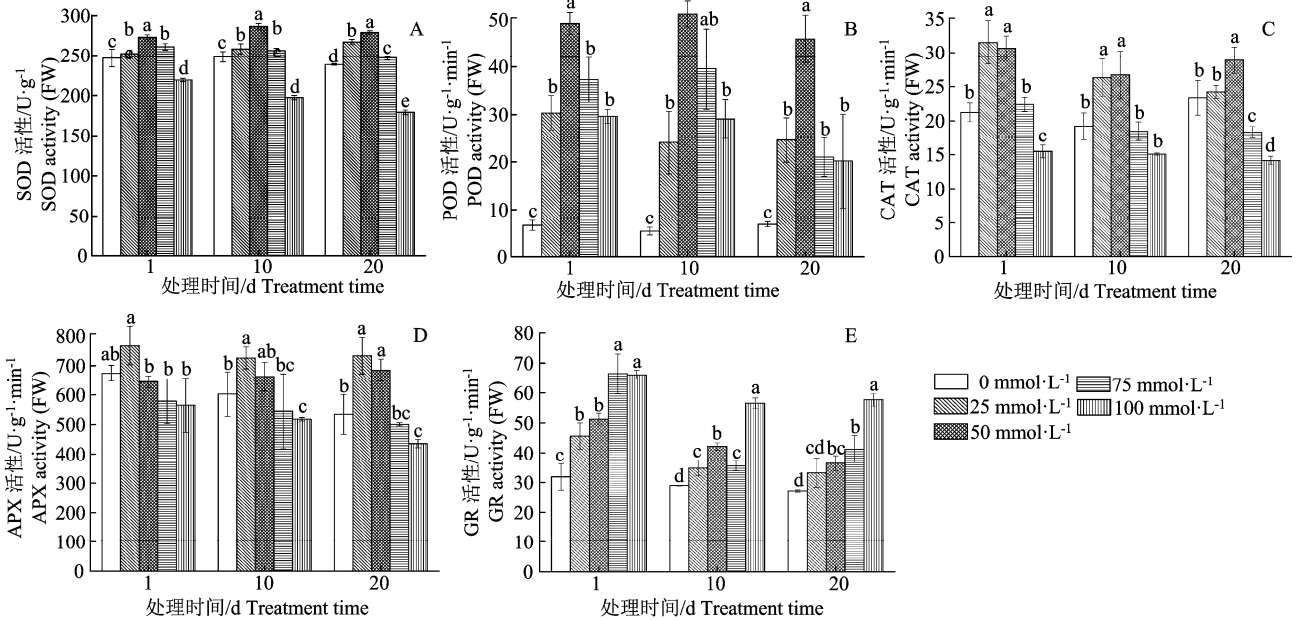 A
SOD 活性/U·g⁻¹
SOD activity (FW)
300
250
200
150
100
50
0
c b a b d
c b a b c d
d b a c e
1 10 20
处理时间/d Treatment time
B
POD 活性/U·g⁻¹·min⁻¹
POD activity (FW)
50
40
30
20
10
0
c b a b b
c b a ab b
c b a b b
1 10 20
处理时间/d Treatment time
C
CAT 活性/U·g⁻¹·min⁻¹
CAT activity (FW)
35
30
25
20
15
10
5
0
b a a b c
b a a b b
b b a c d
1 10 20
处理时间/d Treatment time
D
APX 活性/U·g⁻¹·min⁻¹
APX activity (FW)
800
700
600
500
400
300
200
100
0
ab a b b b
b a ab bc c
b a a bc c
1 10 20
处理时间/d Treatment time
E
GR 活性/U·g⁻¹·min⁻¹
GR activity (FW)
80
70
60
50
40
30
20
10
0
c b b a a
d c b c a
d cd bc b a
1 10 20
处理时间/d Treatment time
0 mmol·L⁻¹
25 mmol·L⁻¹
50 mmol·L⁻¹
75 mmol·L⁻¹
100 mmol·L⁻¹